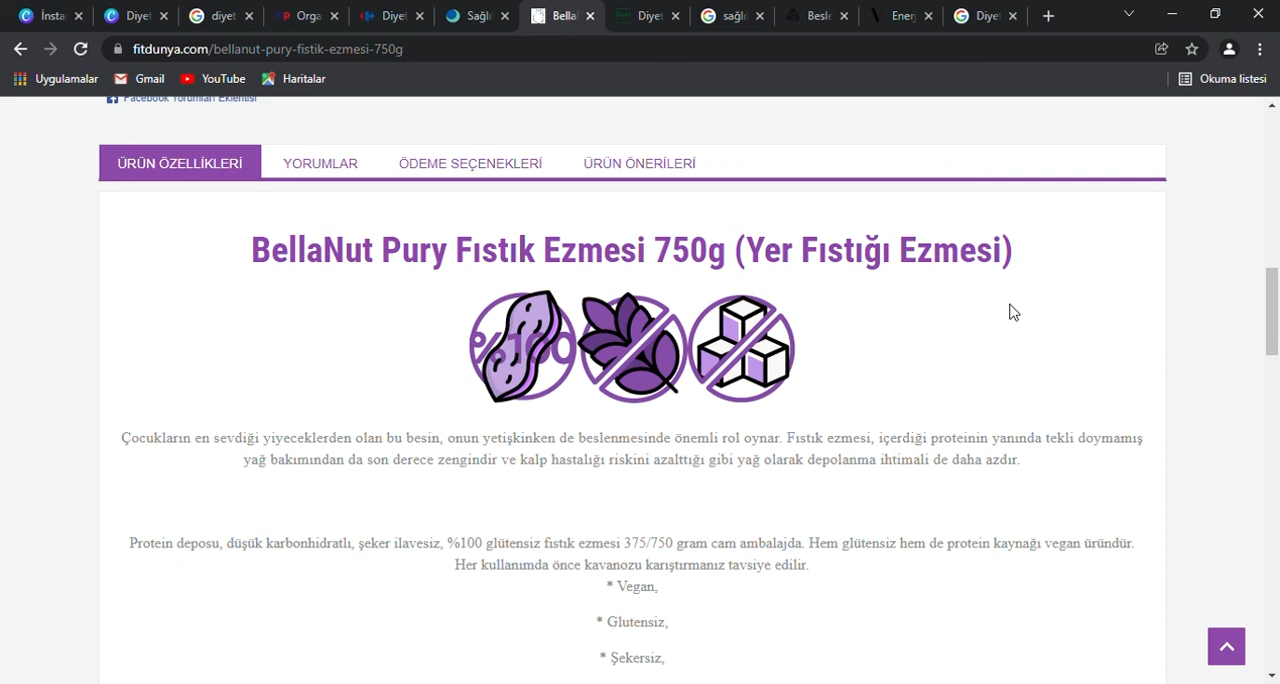 İnsta
Diyet
diyet
Orga
Diyet
Sağlı
Bella
Diyet
sağlı
Besle
Enerj
Diye
fitdunya.com/bellanut-pury-fistik-ezmesi-750g
Uygulamalar
Gmail
YouTube
Haritalar
Okuma listesi
Facebook Yorumları Eklentisi
ÜRÜN ÖZELLİKLERİ
YORUMLAR
ÖDEME SEÇENEKLERİ
ÜRÜN ÖNERİLERİ
BellaNut Pury Fıstık Ezmesi 750g (Yer Fıstığı Ezmesi)
%100
Çocukların en sevdiği yiyeceklerden olan bu besin, onun yetişkinken de beslenmesinde önemli rol oynar. Fıstık ezmesi, içerdiği proteinin yanında tekli doymamış
yağ bakımından da son derece zengindir ve kalp hastalığı riskini azalttığı gibi yağ olarak depolanma ihtimali de daha azdır.
Protein deposu, düşük karbonhidratlı, şeker ilavesiz, %100 glütensiz fıstık ezmesi 375/750 gram cam ambalajda. Hem glütensiz hem de protein kaynağı vegan üründür.
Her kullanımda önce kavanozu karıştırmanız tavsiye edilir.
* Vegan,
* Glutensiz,
* Şekersiz,